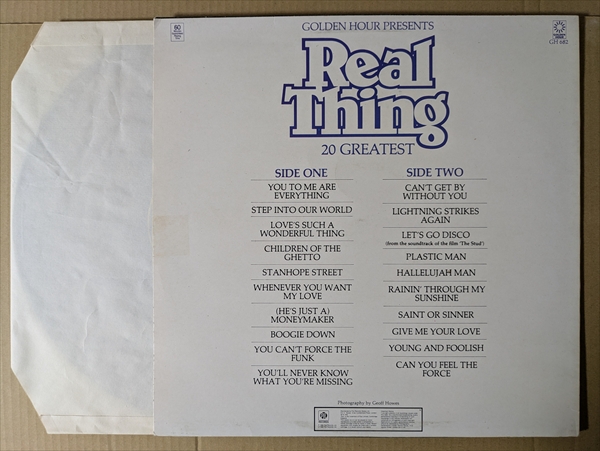 GOLDEN HOUR PRESENTS
GH 682
Real
Thing
20 GREATEST
SIDE ONE
YOU TO ME ARE
EVERYTHING
STEP INTO OUR WORLD
LOVE'S SUCH A
WONDERFUL THING
CHILDREN OF THE
GHETTO
STANHOPE STREET
WHENEVER YOU WANT
MY LOVE
(HE'S JUST A)
MONEYMAKER
BOOGIE DOWN
YOU CAN'T FORCE THE
FUNK
YOU'LL NEVER KNOW
WHAT YOU'RE MISSING
SIDE TWO
CAN'T GET BY
WITHOUT YOU
LIGHTNING STRIKES
AGAIN
LET'S GO DISCO
(from the soundtrack of the film 'The Stud')
PLASTIC MAN
HALLELUJAH MAN
RAININ' THROUGH MY
SUNSHINE
SAINT OR SINNER
GIVE ME YOUR LOVE
YOUNG AND FOOLISH
CAN YOU FEEL THE
FORCE
Photography by Geoff Howes